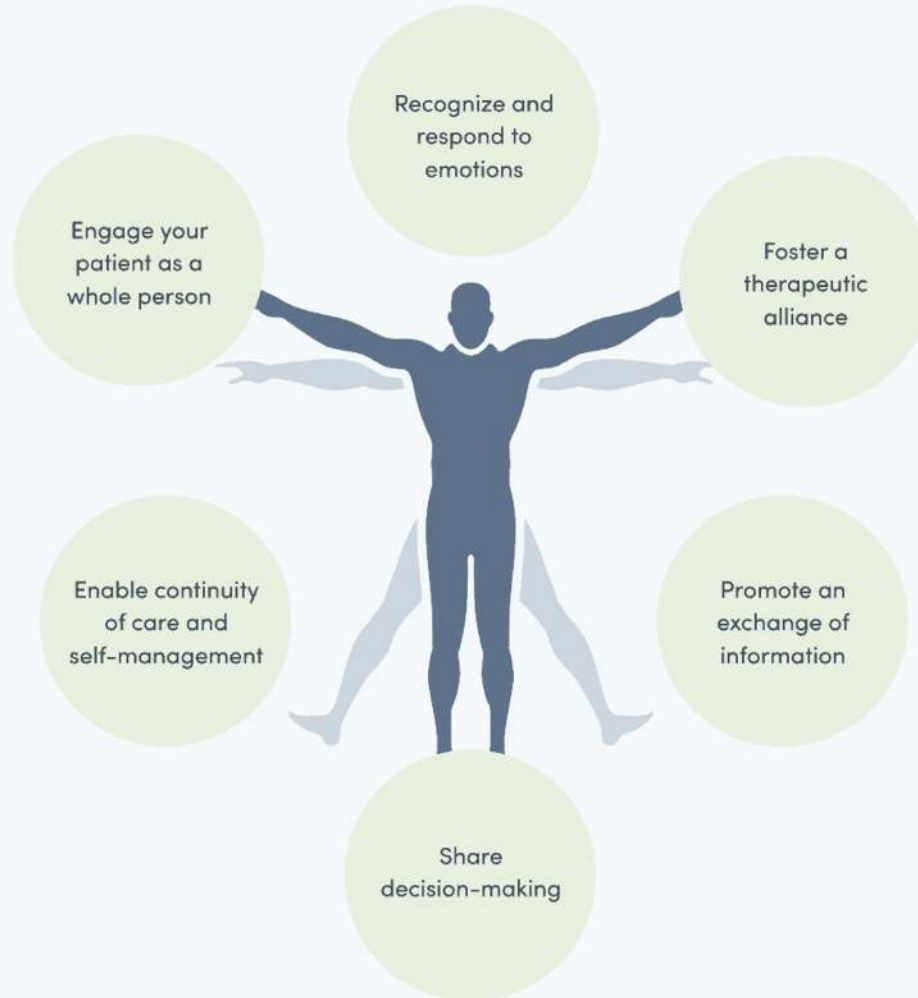 Recognize and
respond to
emotions
Engage your
patient as a
whole person
Foster a
therapeutic
alliance
Enable continuity
of care and
self-management
Promote an
exchange of
information
Share
decision-making